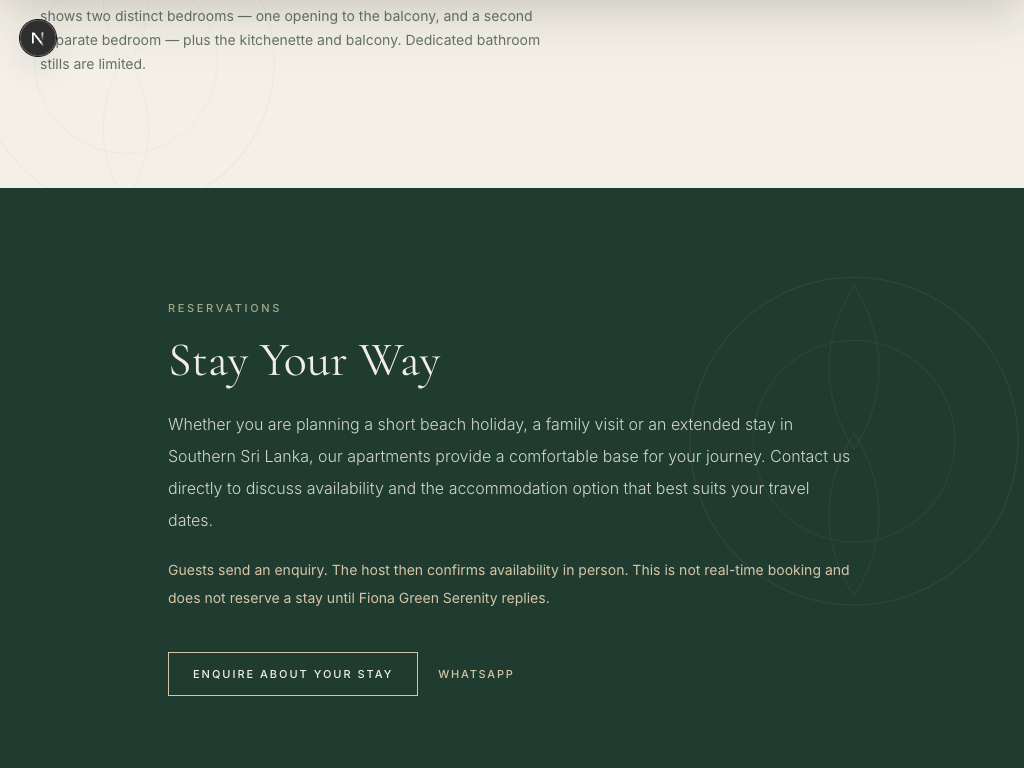 shows two distinct bedrooms — one opening to the balcony, and a second
parate bedroom — plus the kitchenette and balcony. Dedicated bathroom
stills are limited.
N
RESERVATIONS
Stay Your Way
Whether you are planning a short beach holiday, a family visit or an extended stay in
Southern Sri Lanka, our apartments provide a comfortable base for your journey. Contact us
directly to discuss availability and the accommodation option that best suits your travel
dates.
Guests send an enquiry. The host then confirms availability in person. This is not real-time booking and
does not reserve a stay until Fiona Green Serenity replies.
ENQUIRE ABOUT YOUR STAY
WHATSAPP